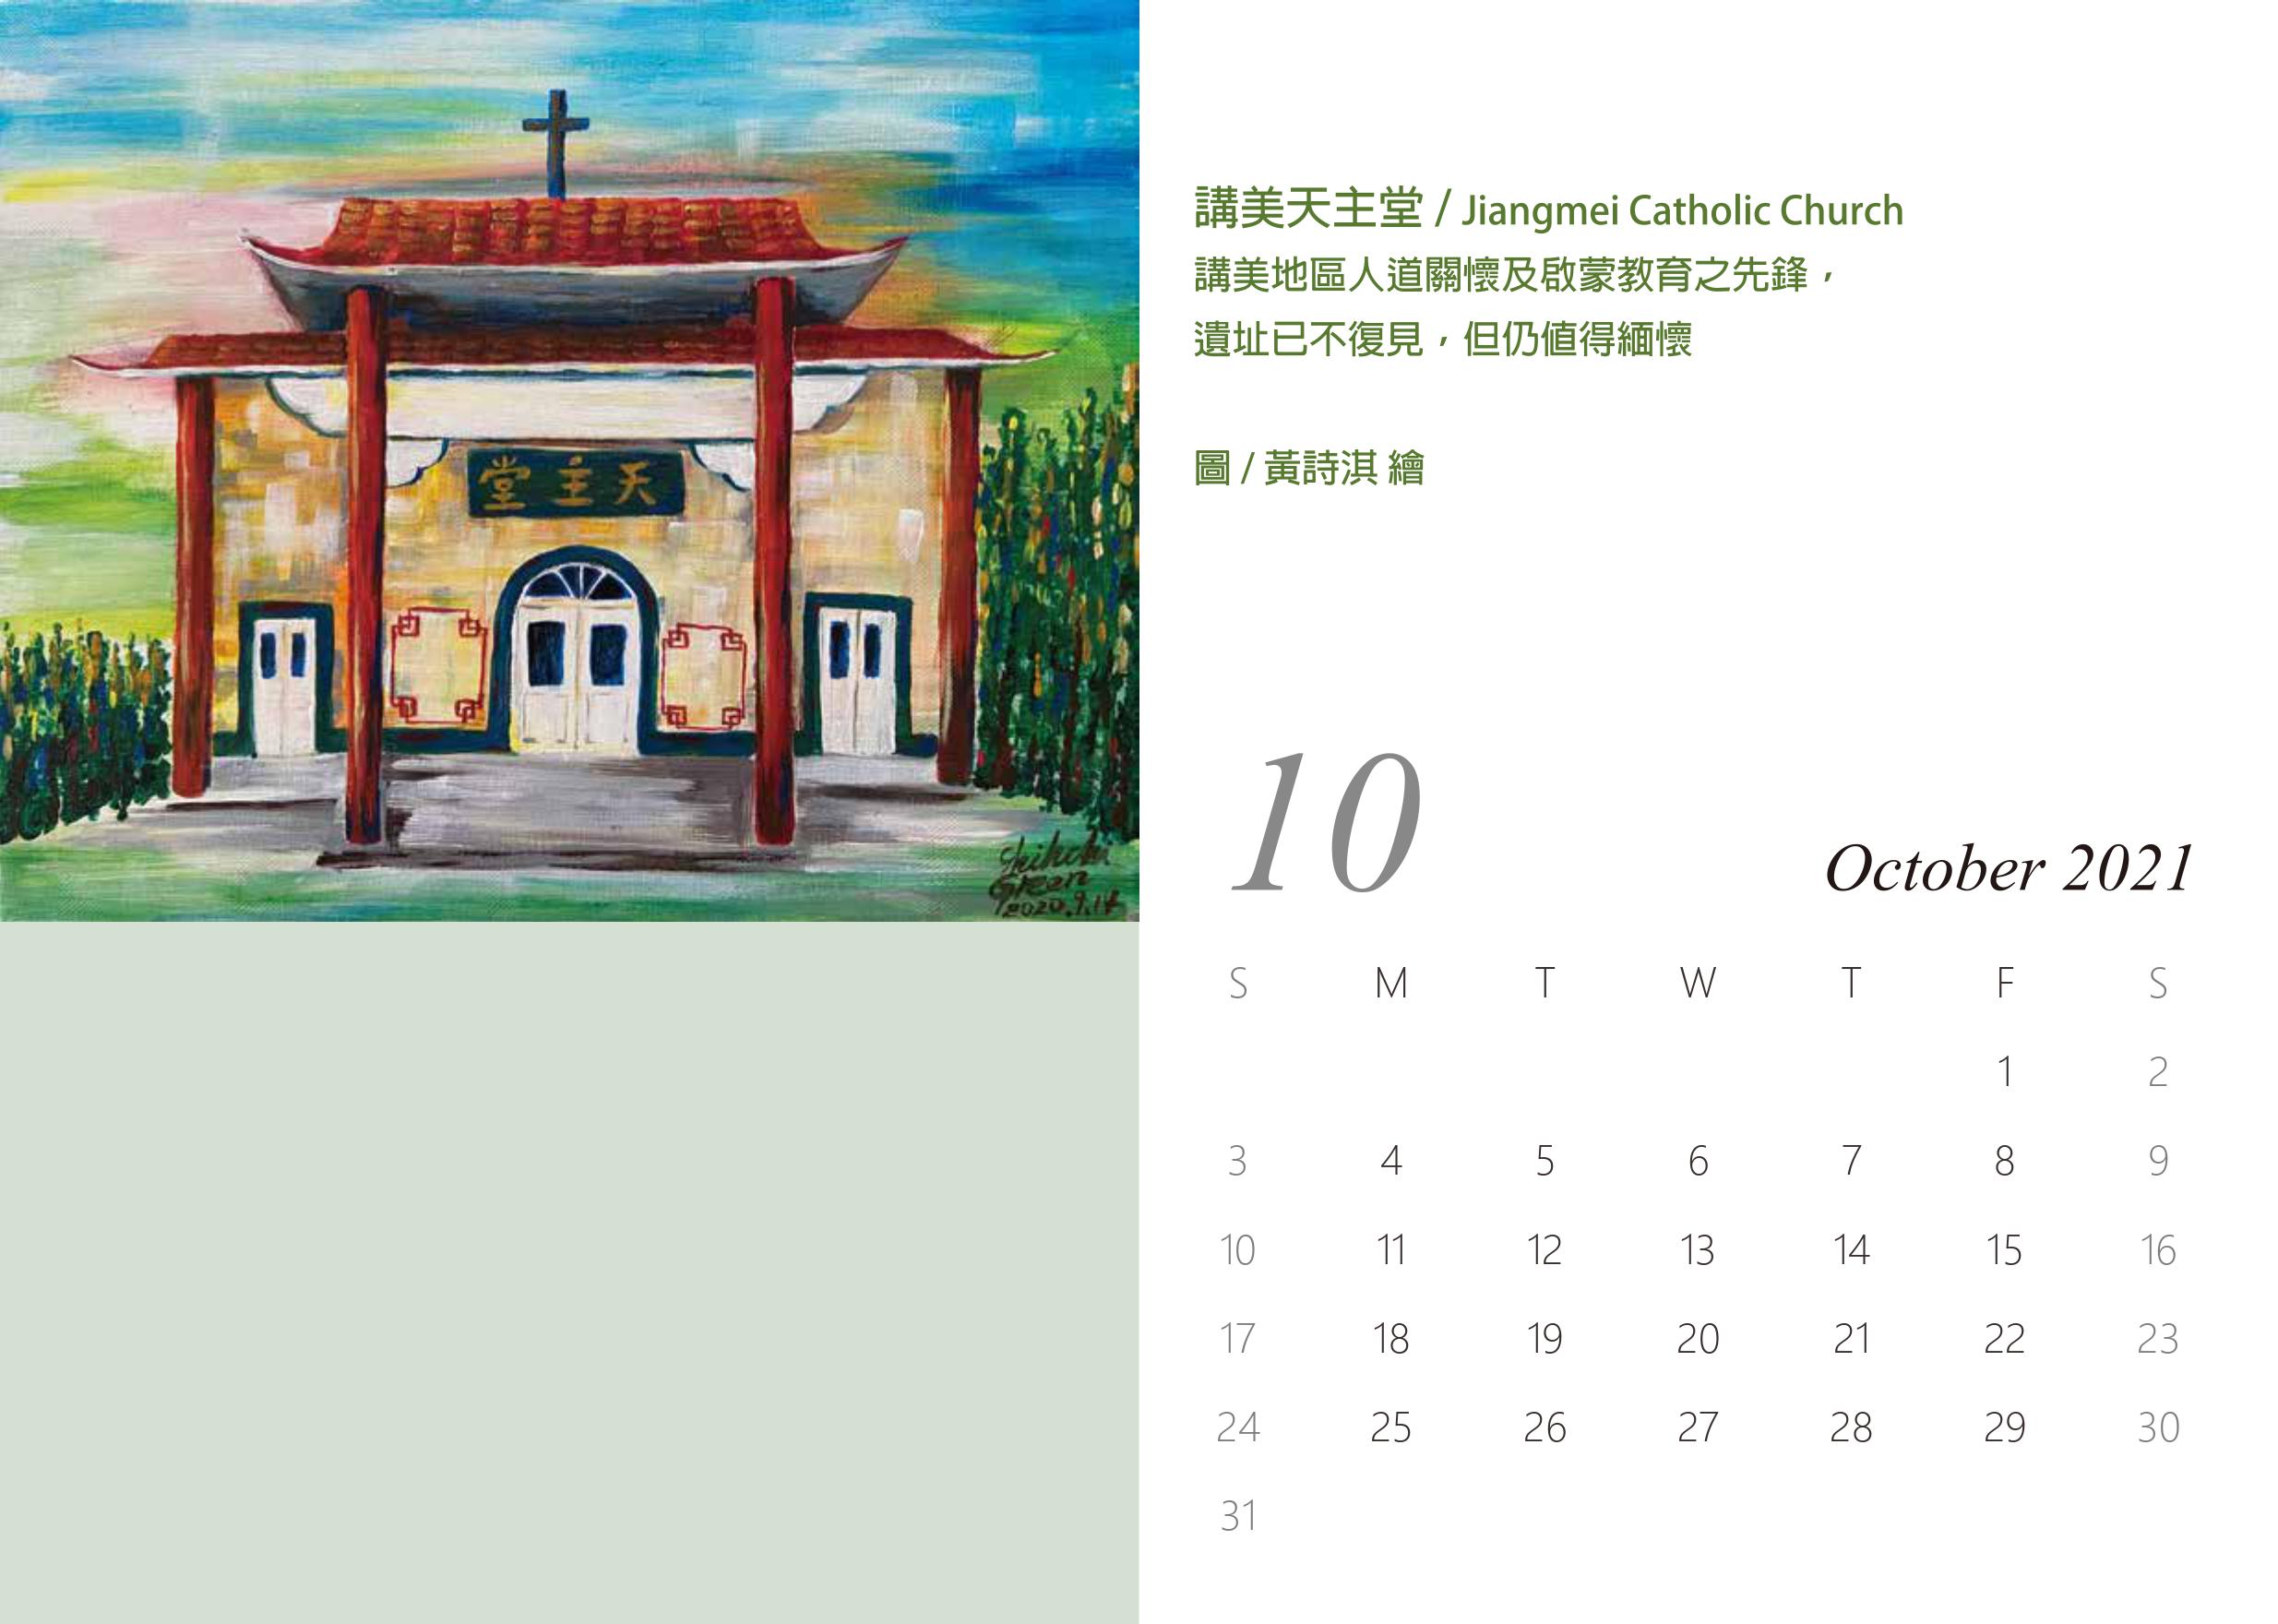 堂主天
Green
2020.9.14
講美天主堂 / Jiangmei Catholic Church
講美地區人道關懷及啟蒙教育之先鋒，
遺址已不復見，但仍值得緬懷
圖 / 黃詩淇 繪
10
October 2021
S M T W T F S
1 2
3 4 5 6 7 8 9
10 11 12 13 14 15 16
17 18 19 20 21 22 23
24 25 26 27 28 29 30
31